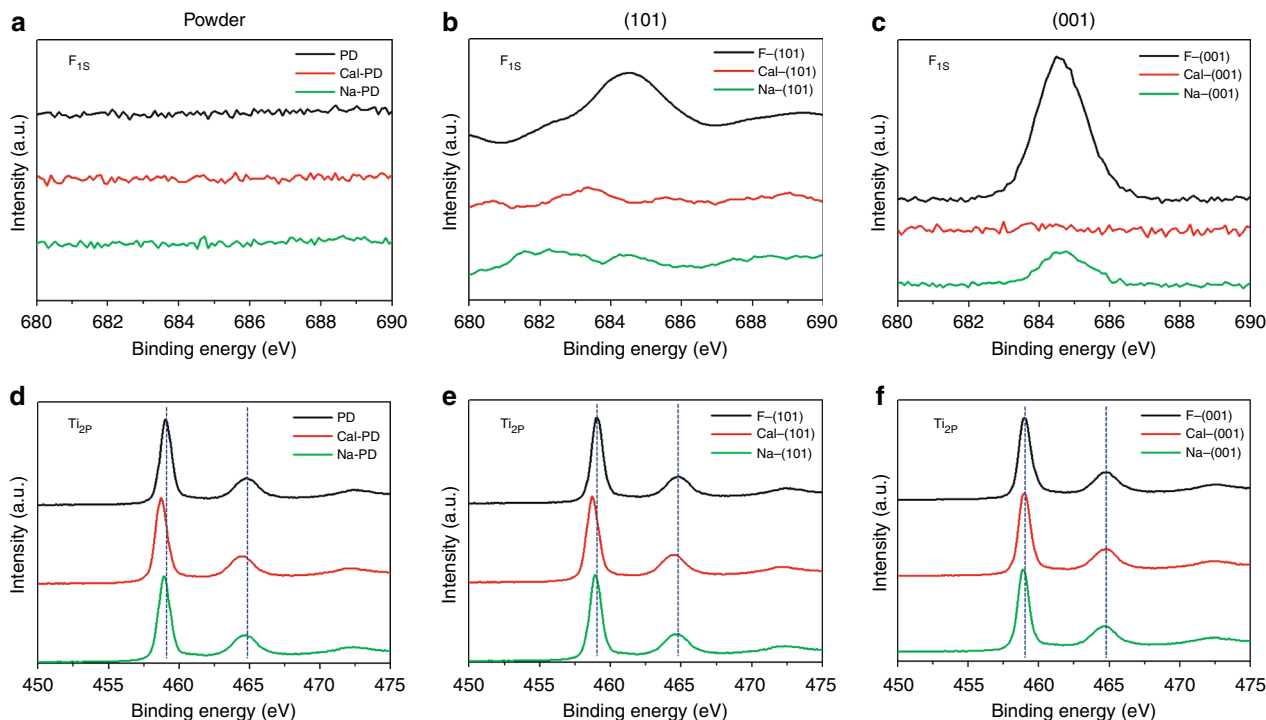 a
Powder
F1S
PD
Cal-PD
Na-PD
Intensity (a.u.)
680 682 684 686 688 690
Binding energy (eV)
b
(101)
F1S
F–(101)
Cal–(101)
Na–(101)
Intensity (a.u.)
680 682 684 686 688 690
Binding energy (eV)
c
(001)
F1S
F–(001)
Cal–(001)
Na–(001)
Intensity (a.u.)
680 682 684 686 688 690
Binding energy (eV)
d
Ti2P
PD
Cal-PD
Na-PD
Intensity (a.u.)
450 455 460 465 470 475
Binding energy (eV)
e
Ti2P
F–(101)
Cal–(101)
Na–(101)
Intensity (a.u.)
450 455 460 465 470 475
Binding energy (eV)
f
Ti2P
F–(001)
Cal–(001)
Na–(001)
Intensity (a.u.)
450 455 460 465 470 475
Binding energy (eV)